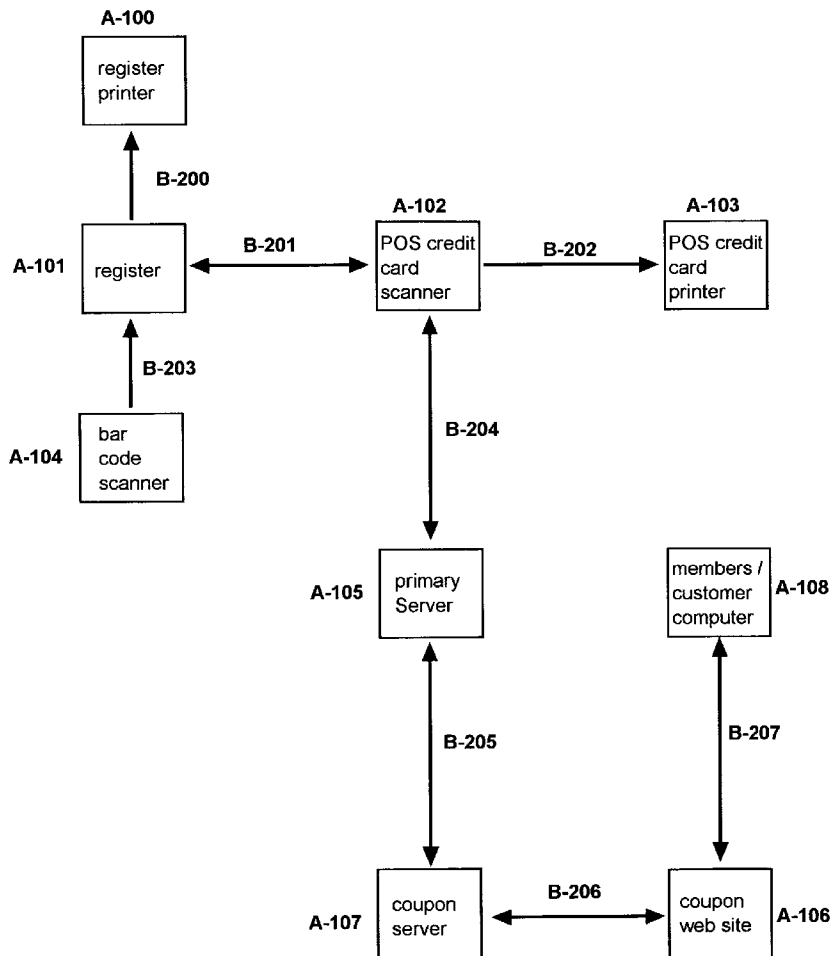 A-100
register
printer
B-200
A-102
A-103
A-101
register
B-201
POS credit
card
scanner
B-202
POS credit
card
printer
B-203
A-104
bar
code
scanner
B-204
A-105
primary
Server
members /
customer
computer
A-108
B-205
B-207
A-107
coupon
server
B-206
coupon
web site
A-106